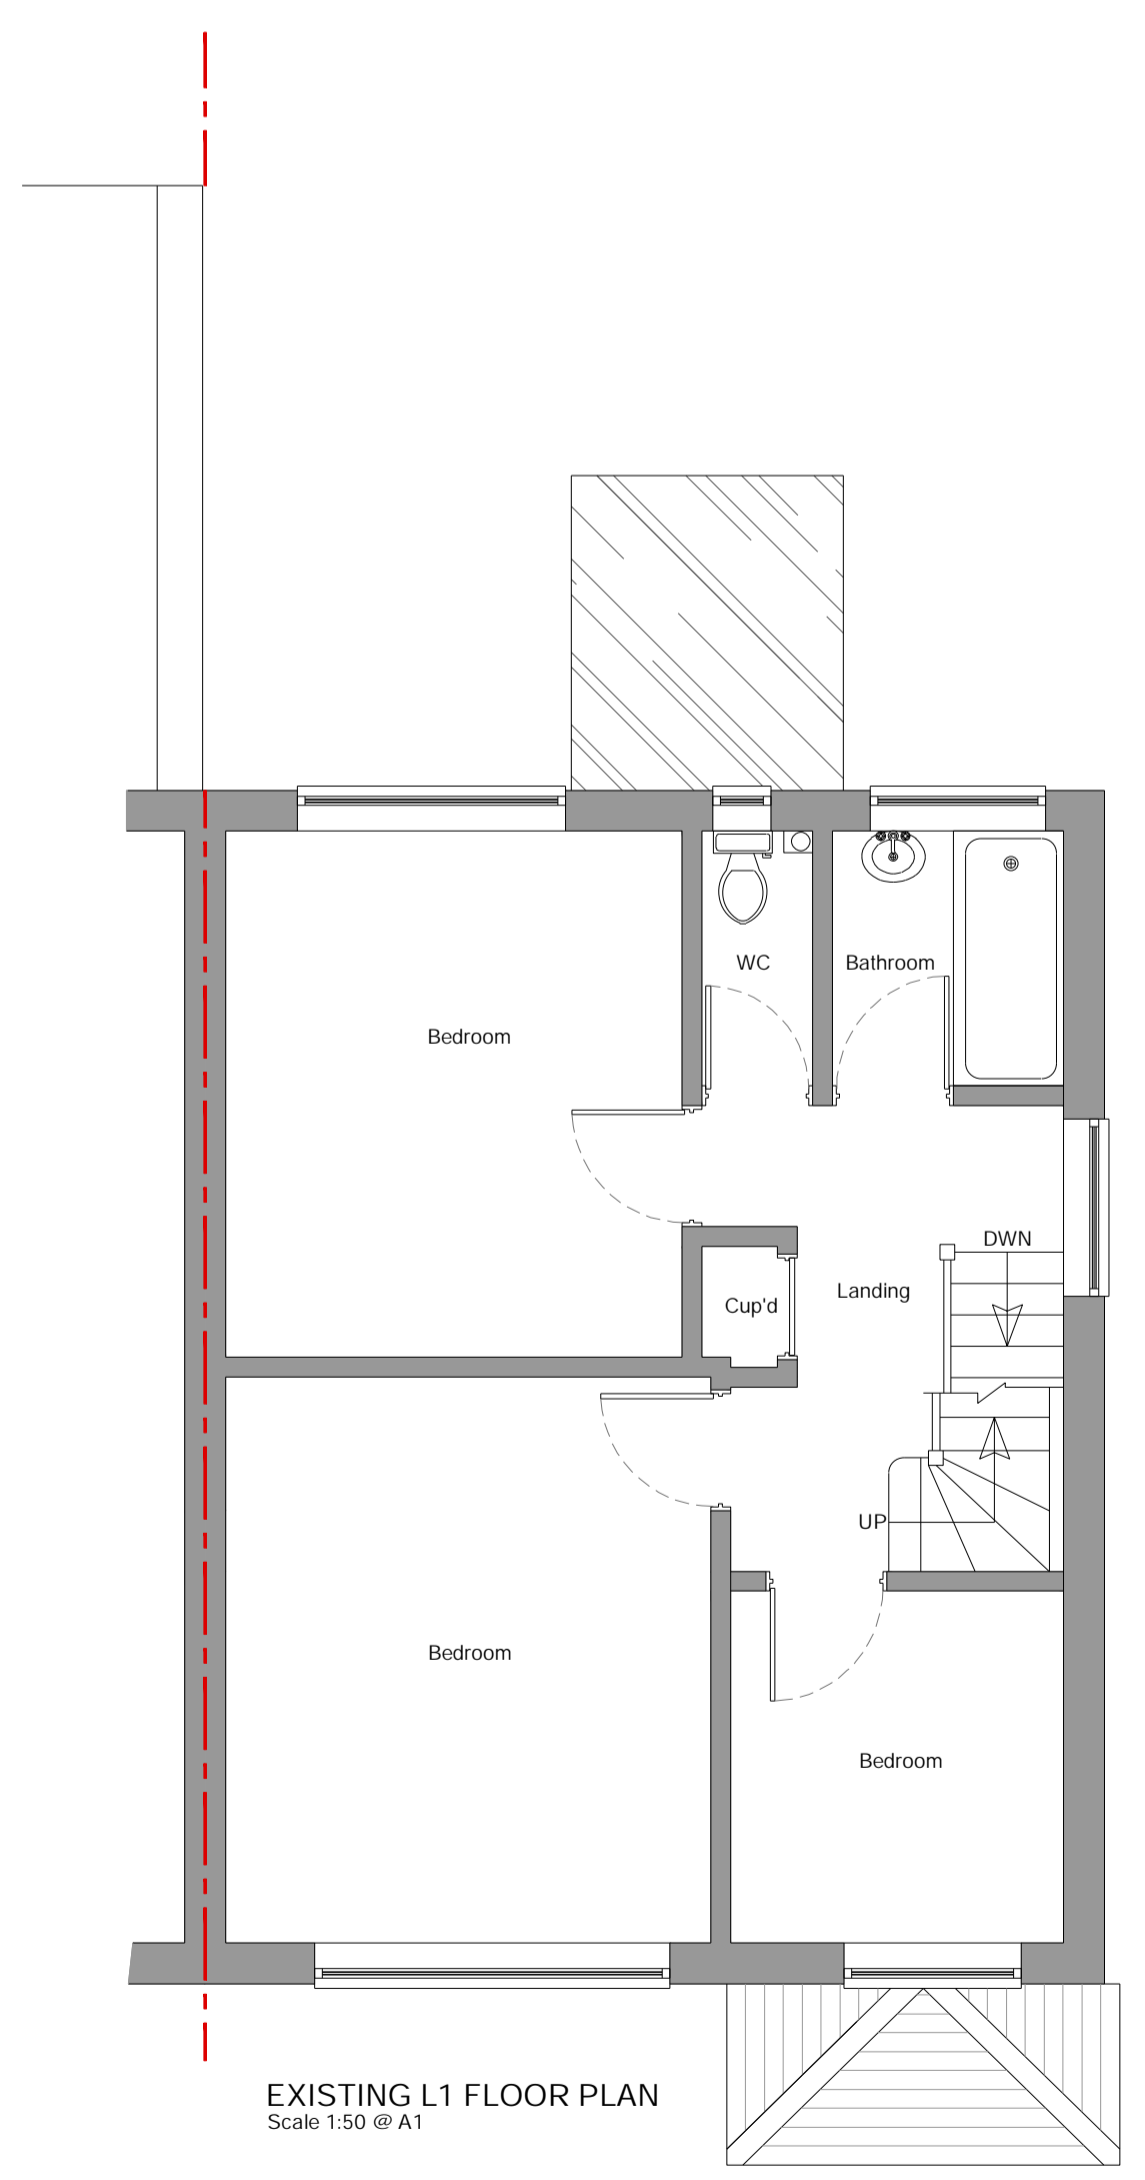 WC
Bathroom
Bedroom
DWN
Landing
Cup'd
UP
Bedroom
Bedroom
EXISTING L1 FLOOR PLAN
Scale 1:50 @ A1